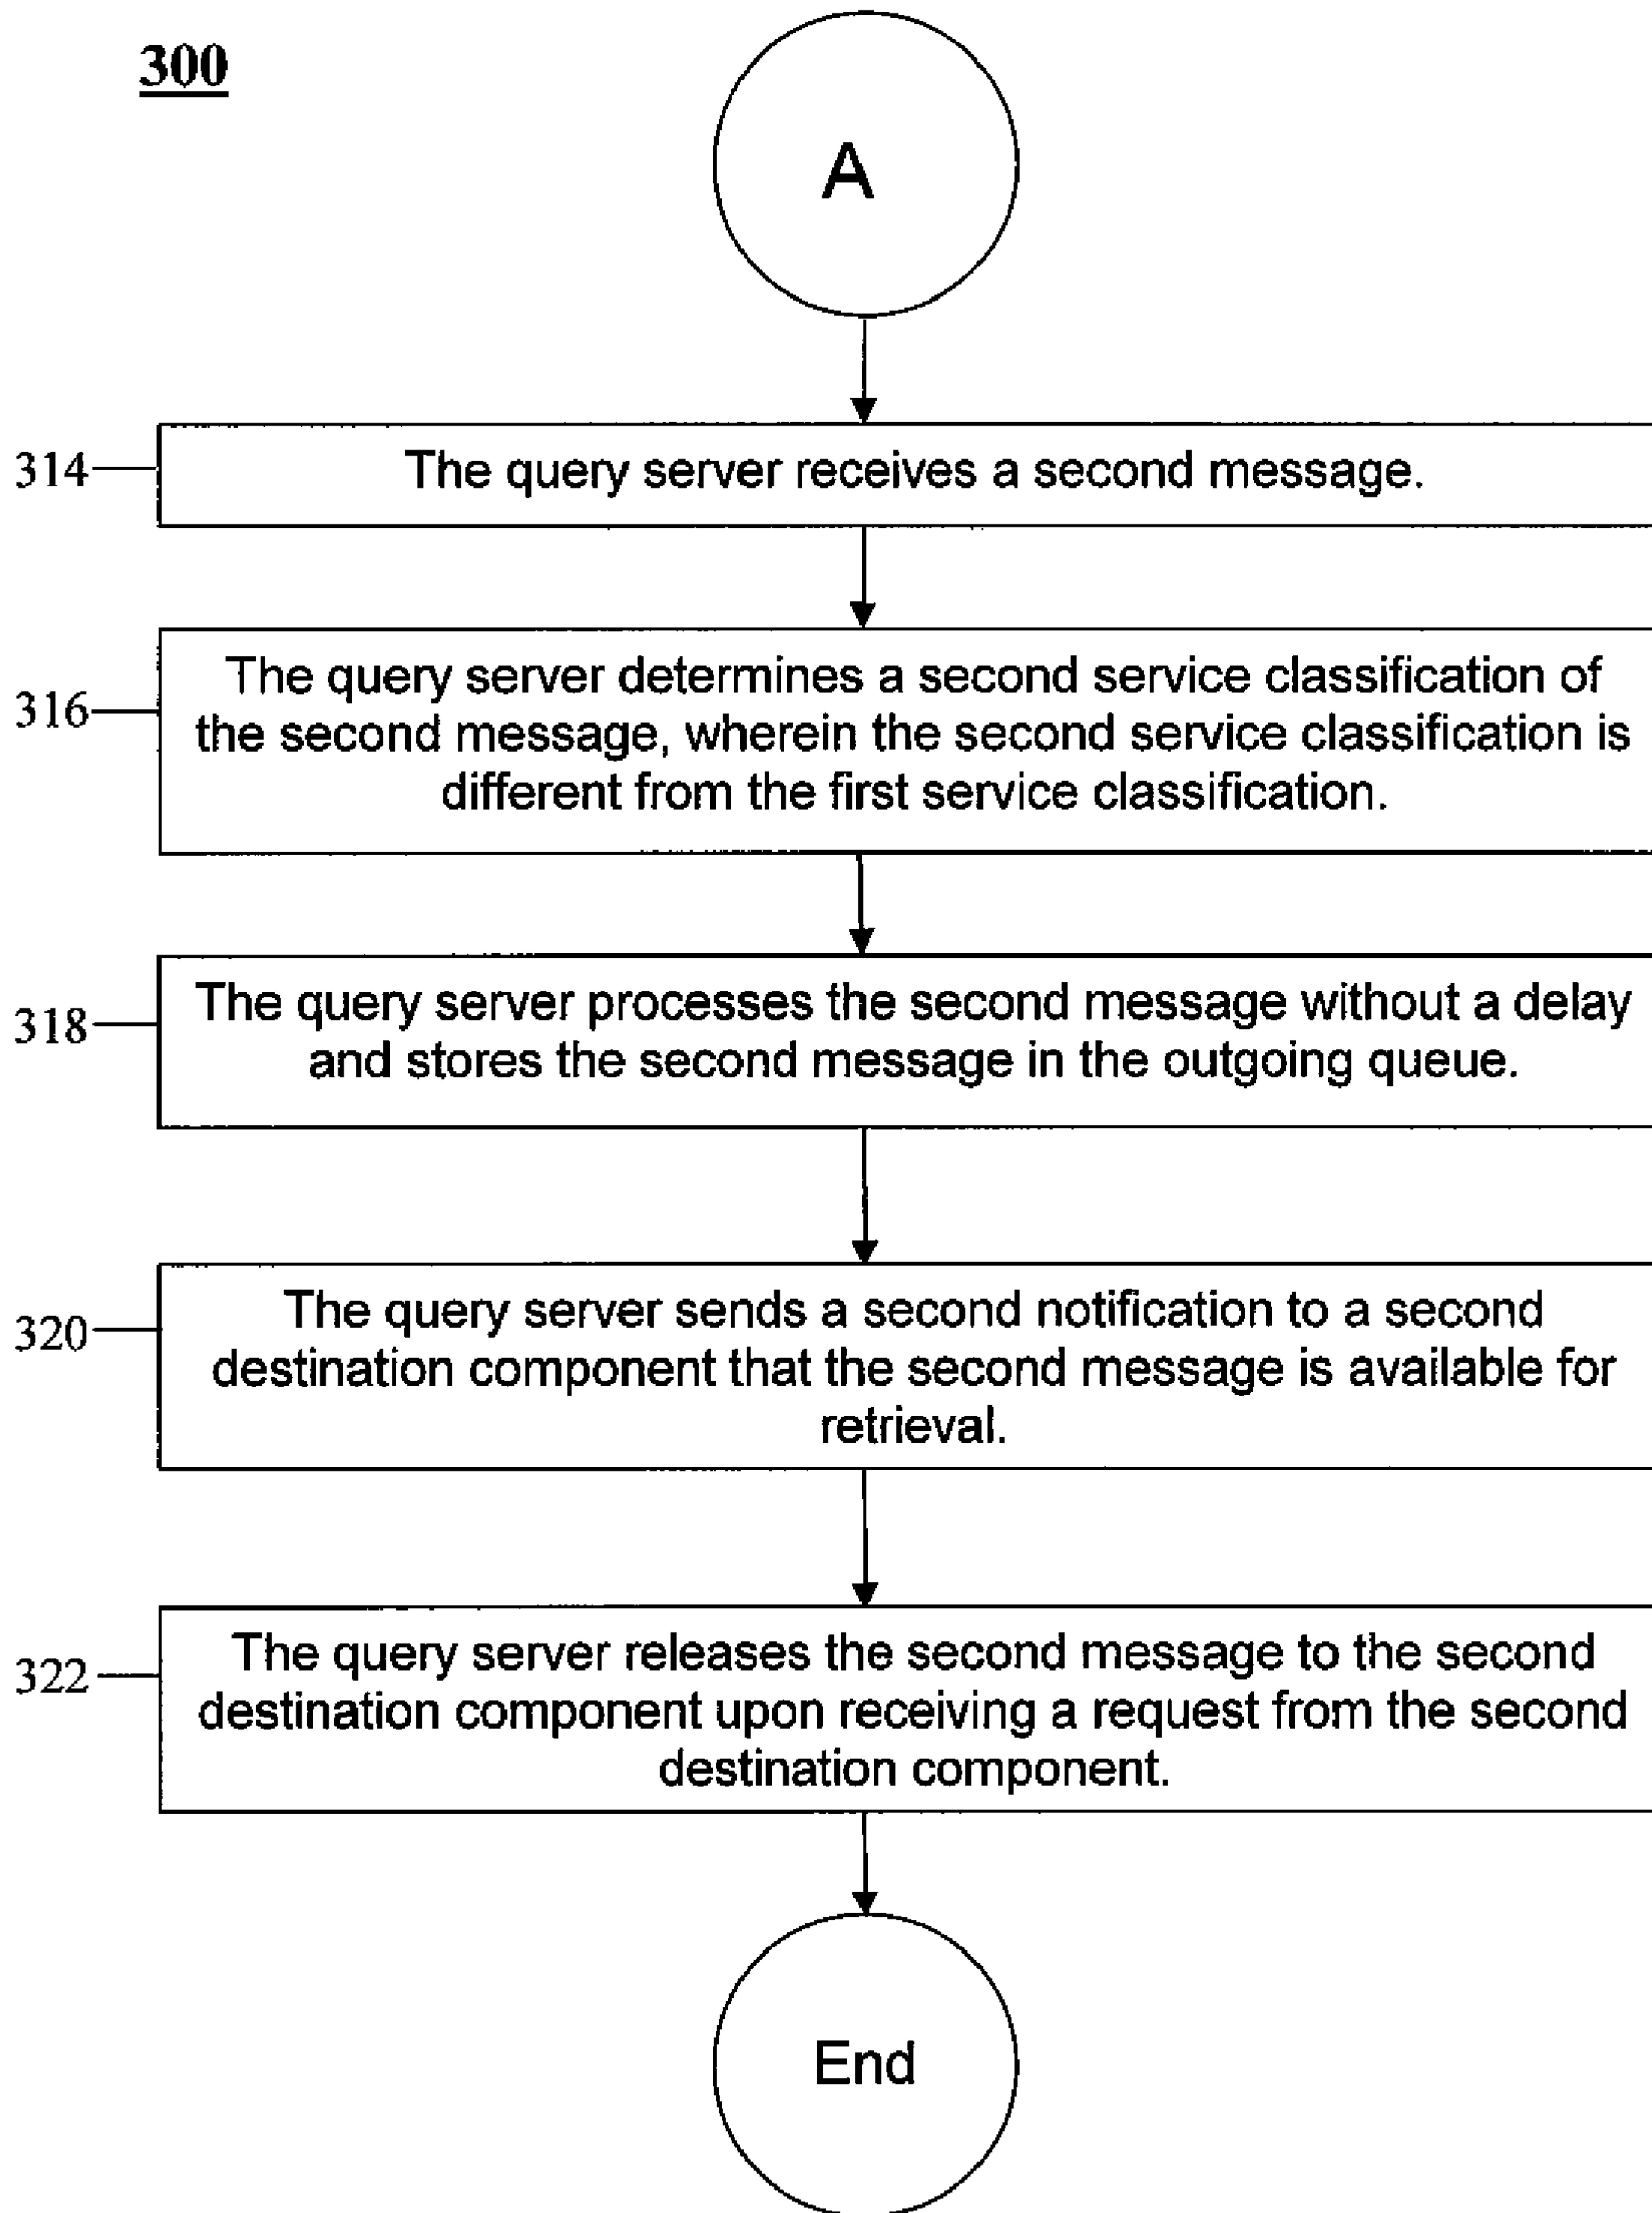 300
A
314
The query server receives a second message.
316
The query server determines a second service classification of
the second message, wherein the second service classification is
different from the first service classification.
318
The query server processes the second message without a delay
and stores the second message in the outgoing queue.
320
The query server sends a second notification to a second
destination component that the second message is available for
retrieval.
322
The query server releases the second message to the second
destination component upon receiving a request from the second
destination component.
End